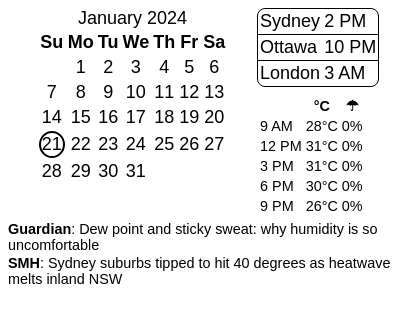 January 2024
Su Mo Tu We Th Fr Sa
1 2 3 4 5 6
7 8 9 10 11 12 13
14 15 16 17 18 19 20
21 22 23 24 25 26 27
28 29 30 31
Sydney 2 PM
Ottawa 10 PM
London 3 AM
°C ☂
9 AM 28°C 0%
12 PM 31°C 0%
3 PM 31°C 0%
6 PM 30°C 0%
9 PM 26°C 0%
Guardian: Dew point and sticky sweat: why humidity is so
uncomfortable
SMH: Sydney suburbs tipped to hit 40 degrees as heatwave
melts inland NSW